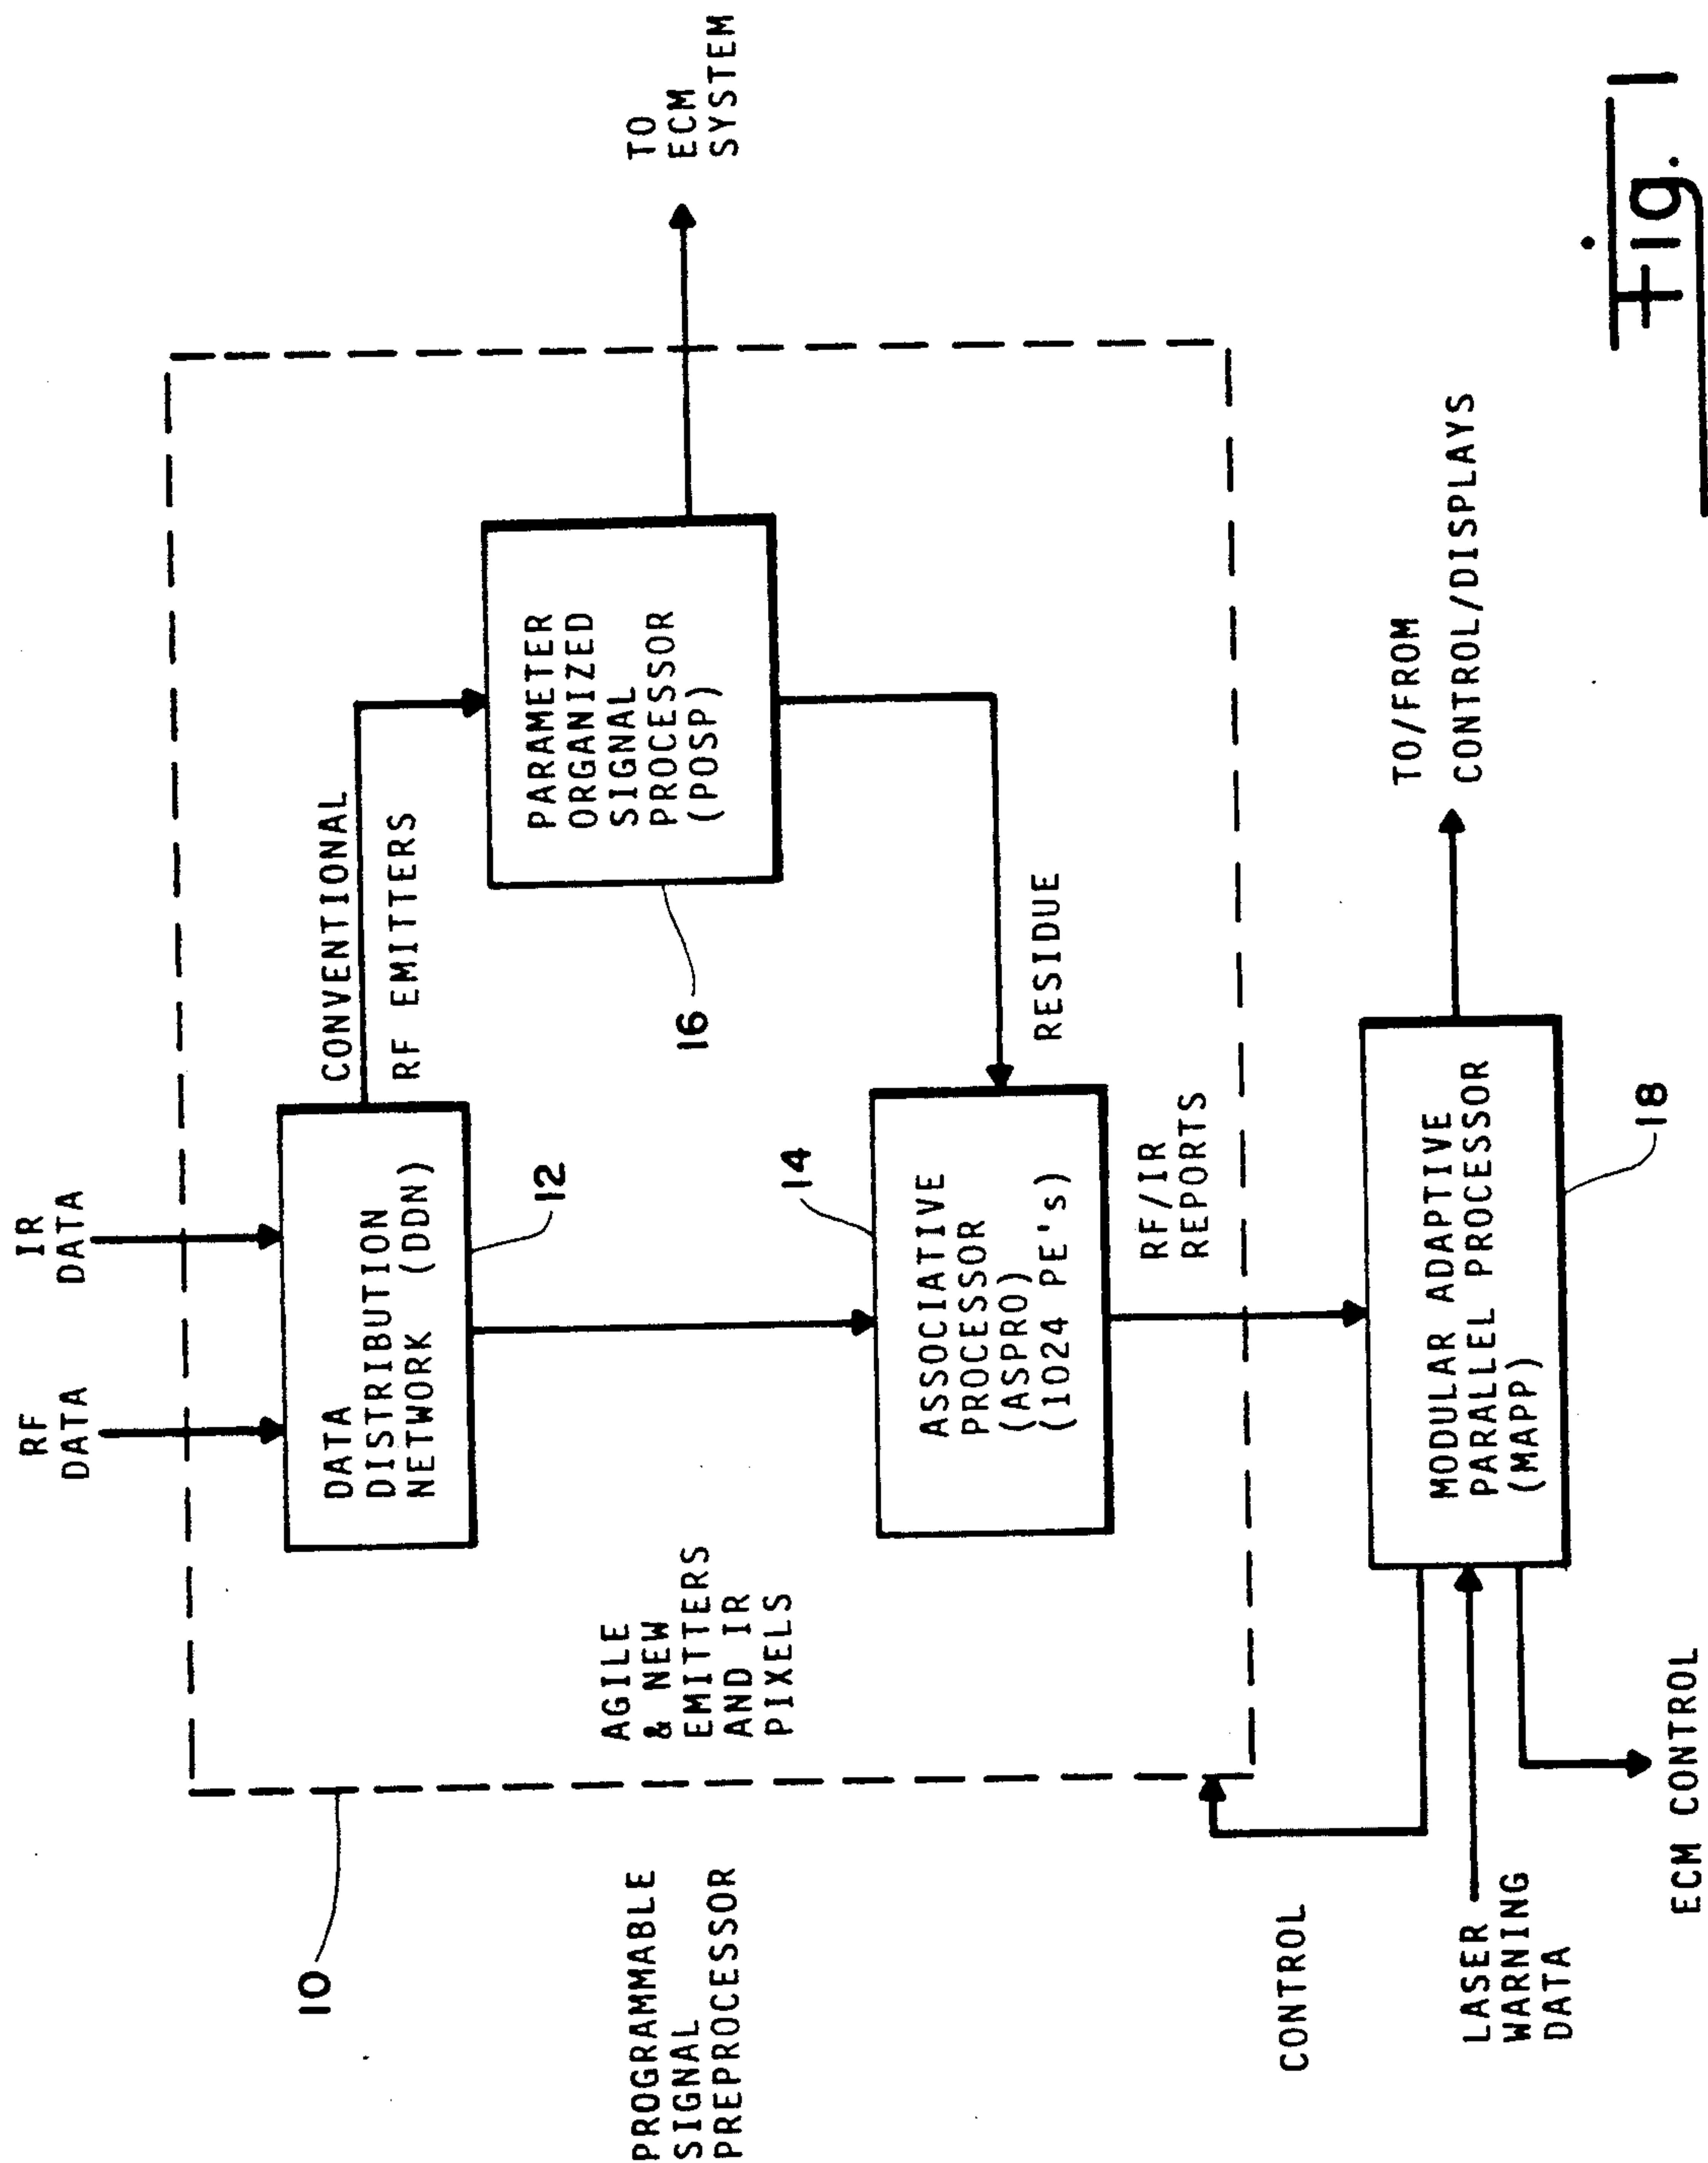 RF
DATA
IR
DATA
DATA
DISTRIBUTION
NETWORK (DDN)
12
CONVENTIONAL
RF EMITTERS
PARAMETER
ORGANIZED
SIGNAL
PROCESSOR
(POSP)
16
TO
ECM
SYSTEM
10
PROGRAMMABLE
SIGNAL
PREPROCESSOR
AGILE
& NEW
EMITTERS
AND IR
PIXELS
14
ASSOCIATIVE
PROCESSOR
(ASPRO)
(1024 PE's)
RESIDUE
RF/IR
REPORTS
CONTROL
LASER
WARNING
DATA
ECM CONTROL
MODULAR ADAPTIVE
PARALLEL PROCESSOR
(MAPP)
18
TO/FROM
CONTROL/DISPLAYS
Fig. 1